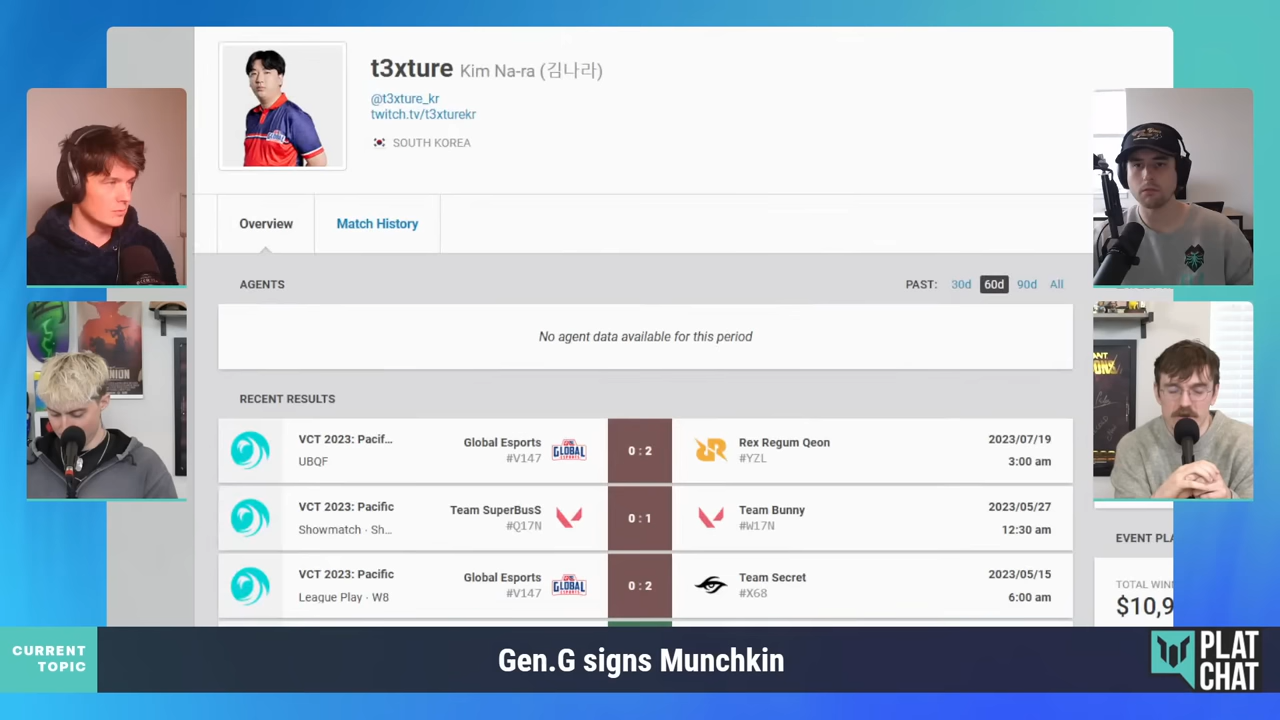 t3xture Kim Na-ra (김나라)
@t3xture_kr
twitch.tv/t3xturekr
SOUTH KOREA
Overview
Match History
AGENTS
PAST: 30d 60d 90d All
No agent data available for this period
RECENT RESULTS
VCT 2023: Pacif...
UBQF
Global Esports
#V147
GLOBAL
0 : 2
Rex Regum Qeon
#YZL
2023/07/19
3:00 am
VCT 2023: Pacific
Showmatch · Sh...
Team SuperBusS
#Q17N
0 : 1
Team Bunny
#W17N
2023/05/27
12:30 am
VCT 2023: Pacific
League Play · W8
Global Esports
#V147
GLOBAL
0 : 2
Team Secret
#X68
2023/05/15
6:00 am
EVENT PLA
TOTAL WINN
$10,9
CURRENT
TOPIC
Gen.G signs Munchkin
PLAT
CHAT